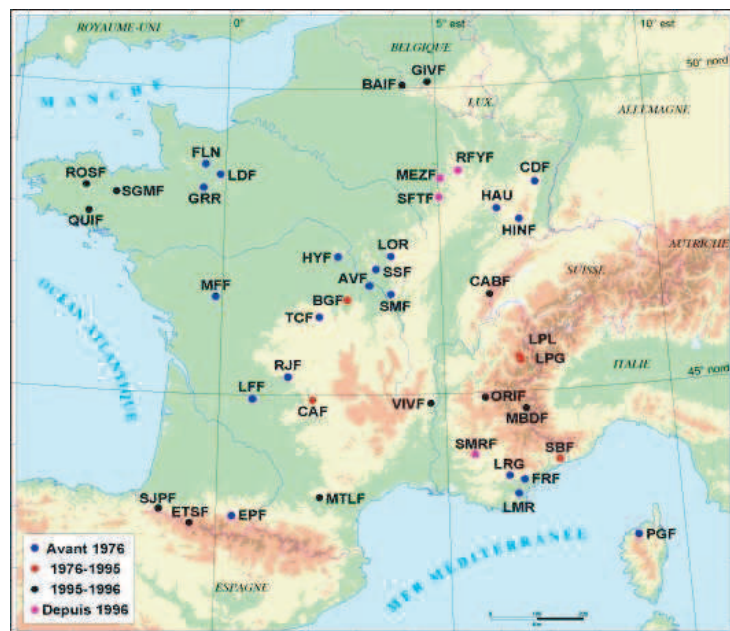 ROYAUME-UNI
0°
5° est
10° est
BELGIQUE
50° nord
GIVF
BAIF
MANCHE
LUX.
ALLEMAGNE
FLN
LDF
GRR
ROSF
SGMF
QUIF
RFYF
MEZF
SFTF
CDF
HAU
HINF
LOR
HYF
SSF
AVF
SMF
BGF
TCF
MFF
AUTRICHE
SUISSE
CABF
OCEAN ATLANTIQUE
LPL
LPG
ITALIE
45° nord
RJF
LFF
CAF
VIVF
ORIF
MBDF
SMRF
SBF
LRG
FRF
LMR
MTLF
SJPF
ETSF
EPF
PGF
MER MÉDITERRANÉE
ESPAGNE
Avant 1976
1976-1995
1995-1996
Depuis 1996